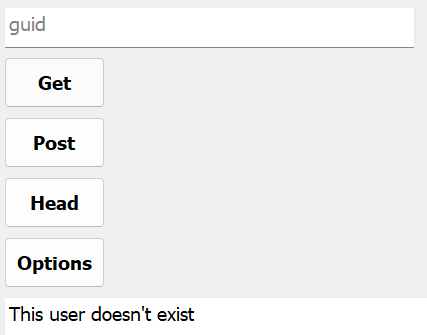 guid
Get
Post
Head
Options
This user doesn't exist